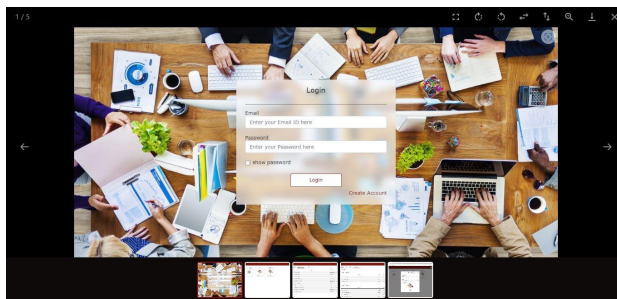 1 / 5
Login
Email
Enter your Email ID here
Password
Enter your Password here
show password
Login
Create Account